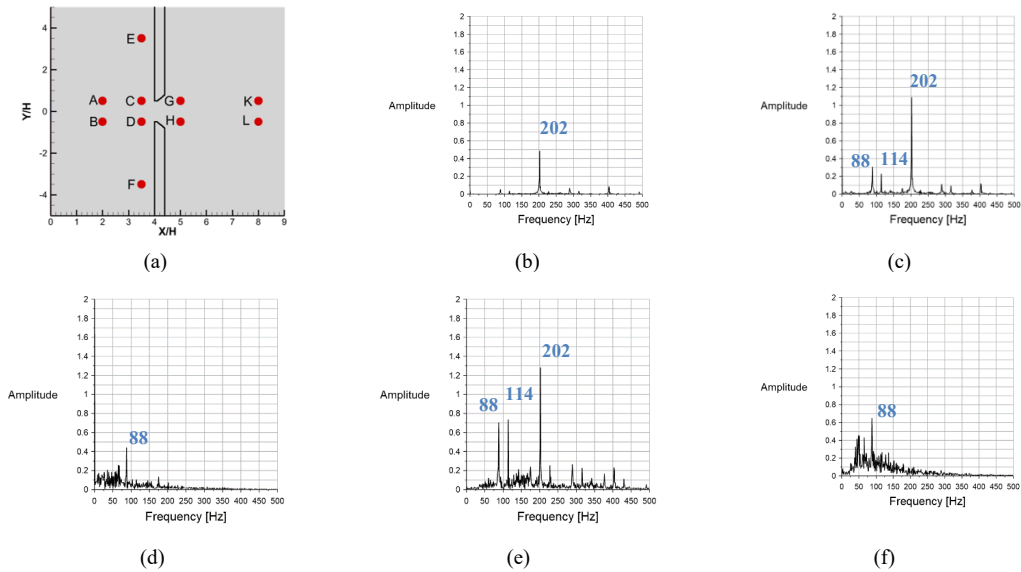 4
2
0
-2
-4
Y/H
E
A
C
G
K
B
D
H
L
F
0 1 2 3 4 5 6 7 8 9
X/H
(a)
Amplitude
2
1.8
1.6
1.4
1.2
1
0.8
0.6
0.4
0.2
0
202
0 50 100 150 200 250 300 350 400 450 500
Frequency [Hz]
(b)
Amplitude
2
1.8
1.6
1.4
1.2
1
0.8
0.6
0.4
0.2
0
202
88
114
0 50 100 150 200 250 300 350 400 450 500
Frequency [Hz]
(c)
Amplitude
2
1.8
1.6
1.4
1.2
1
0.8
0.6
0.4
0.2
0
88
0 50 100 150 200 250 300 350 400 450 500
Frequency [Hz]
(d)
Amplitude
2
1.8
1.6
1.4
1.2
1
0.8
0.6
0.4
0.2
0
202
88
114
0 50 100 150 200 250 300 350 400 450 500
Frequency [Hz]
(e)
Amplitude
2
1.8
1.6
1.4
1.2
1
0.8
0.6
0.4
0.2
0
88
0 50 100 150 200 250 300 350 400 450 500
Frequency [Hz]
(f)